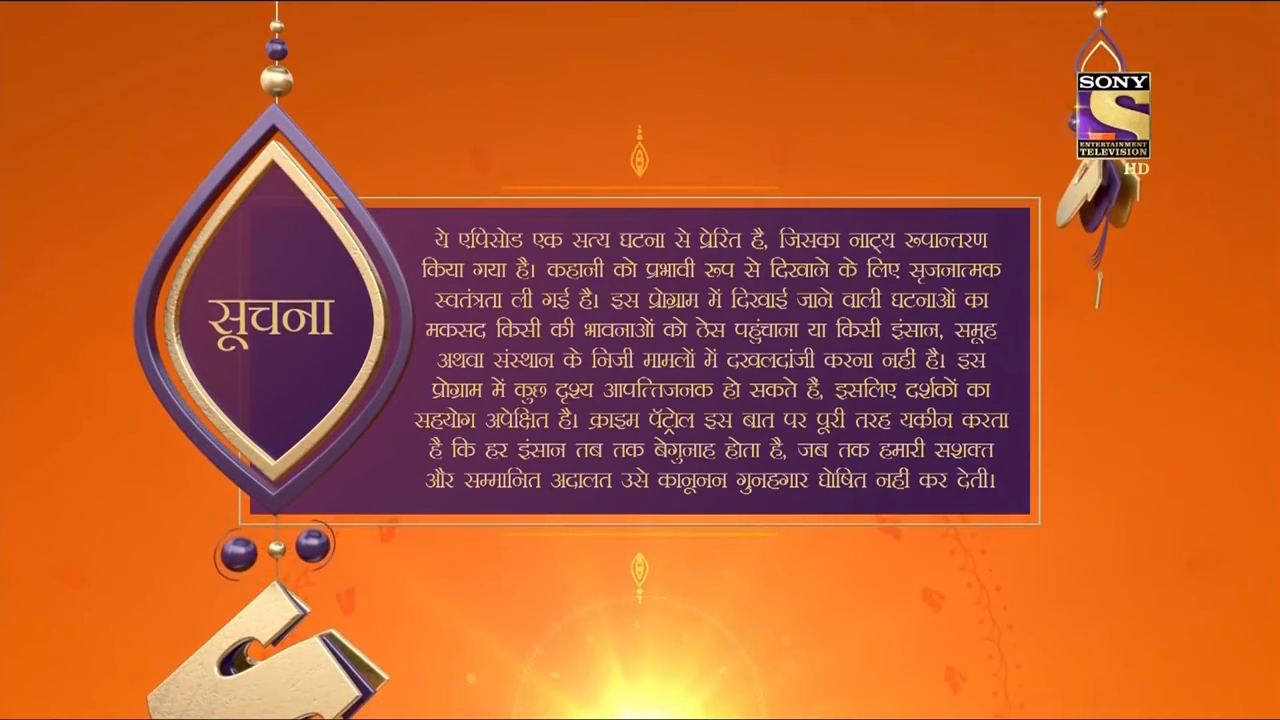 सूचना
ये एपिसोड एक सत्य घटना से प्रेरित है, जिसका नाट्य रूपान्तरण
किया गया है। कहानी को प्रभावी रूप से दिखाने के लिए सृजनात्मक
स्वतंत्रता ली गई है। इस प्रोग्राम में दिखाई जाने वाली घटनाओं का
मकसद किसी की भावनाओं को ठेस पहुंचाना या किसी इंसान, समूह
अथवा संस्थान के निजी मामलों में दखलदांजी करना नहीं है। इस
प्रोग्राम में कुछ दृश्य आपत्तिजनक हो सकते हैं, इसलिए दर्शकों का
सहयोग अपेक्षित है। क्राइम पॅट्रोल इस बात पर पूरी तरह यकीन करता
है कि हर इंसान तब तक बेगुनाह होता है, जब तक हमारी सशक्त
और सम्मानित अदालत उसे कानूनन गुनहगार घोषित नहीं कर देती।
SONY
ENTERTAINMENT
TELEVISION
HD